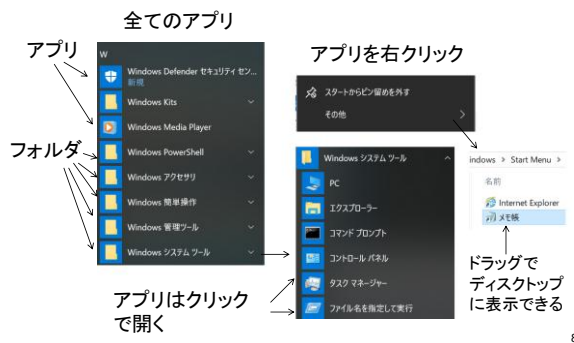 全てのアプリ
アプリ
W
Windows Defender セキュリティ セン...
新規
Windows Kits
Windows Media Player
フォルダ
Windows PowerShell
Windows アクセサリ
Windows 簡単操作
Windows 管理ツール
Windows システム ツール
アプリを右クリック
スタートからピン留めを外す
その他
Windows システム ツール
PC
エクスプローラー
コマンド プロンプト
コントロール パネル
タスク マネージャー
ファイル名を指定して実行
indows > Start Menu >
名前
Internet Explorer
メモ帳
ドラッグで
ディスクトップ
に表示できる
アプリはクリック
で開く
8